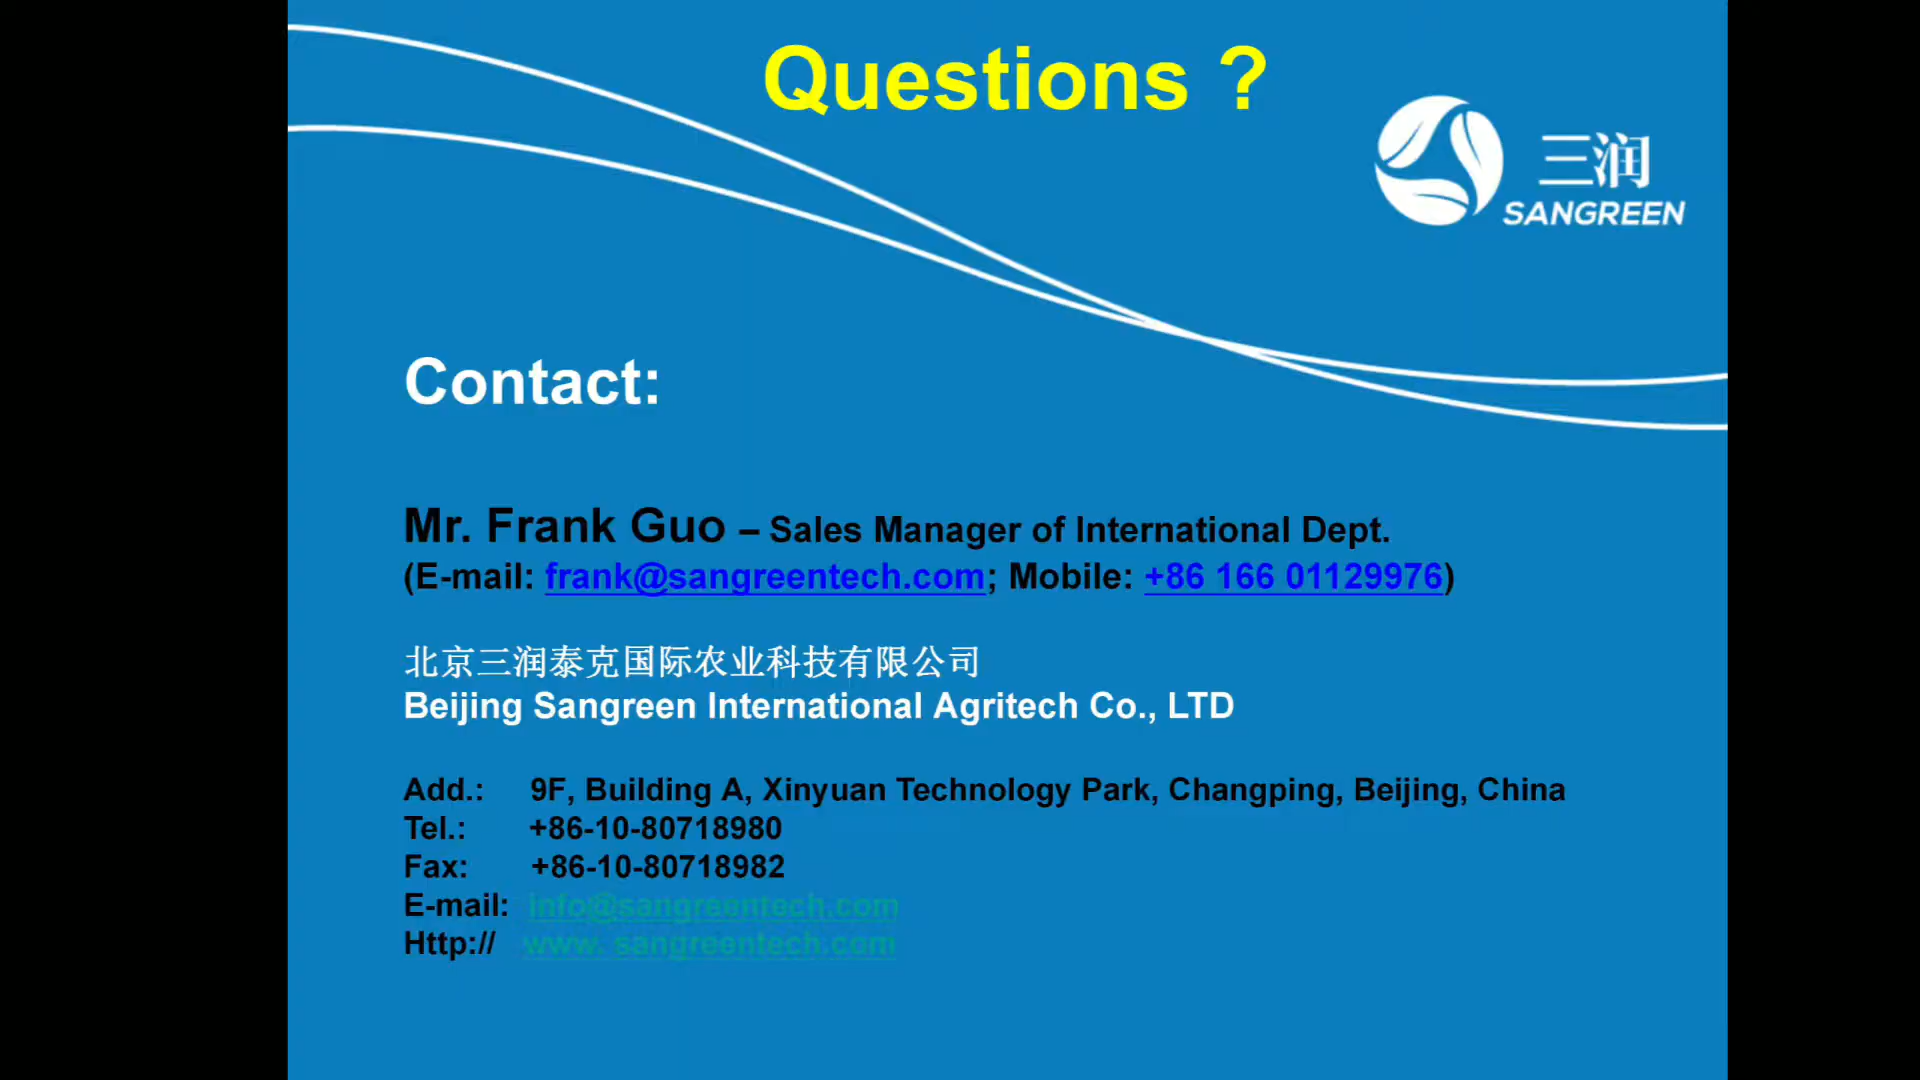 Questions ?
三润
SANGREEN
Contact:
Mr. Frank Guo – Sales Manager of International Dept.
(E-mail: frank@sangreentech.com; Mobile: +86 166 01129976)
北京三润泰克国际农业科技有限公司
Beijing Sangreen International Agritech Co., LTD
Add.: 9F, Building A, Xinyuan Technology Park, Changping, Beijing, China
Tel.: +86-10-80718980
Fax: +86-10-80718982
E-mail: info@sangreentech.com
Http:// www. sangreentech.com